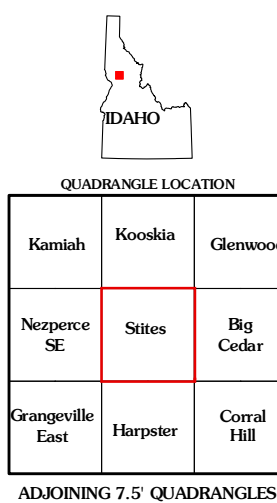 IDAHO
QUADRANGLE LOCATION
Kamiah Kooskia Glenwood
Nezperce SE Stites Big Cedar
Grangeville East Harpster Corral Hill
ADJOINING 7.5' QUADRANGLES